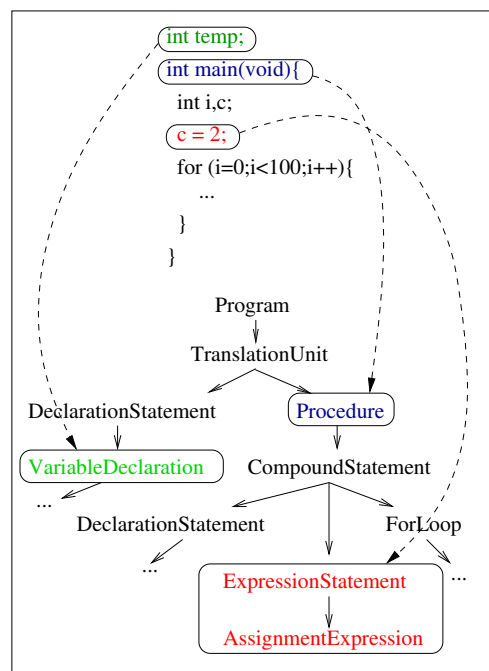 int temp;
int main(void){
int i,c;
c = 2;
for (i=0;i<100;i++){
...
}
}
Program
TranslationUnit
DeclarationStatement
Procedure
VariableDeclaration
CompoundStatement
...
DeclarationStatement
ForLoop
...
...
ExpressionStatement
AssignmentExpression